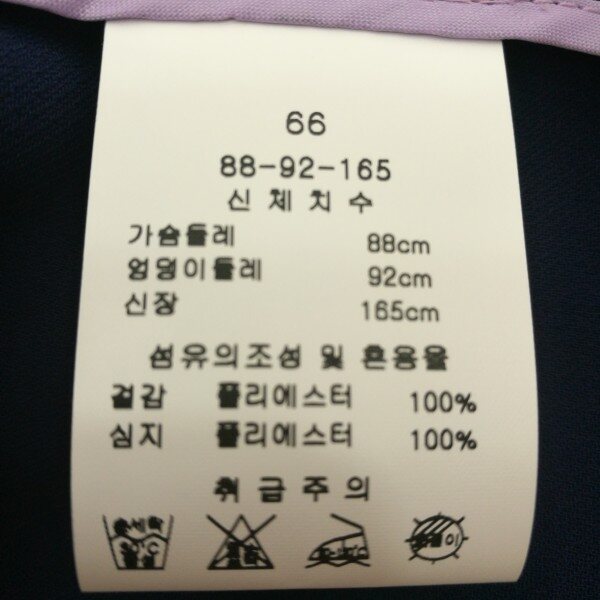 66
88-92-165
신체치수
가슴둘레 88cm
엉덩이둘레 92cm
신장 165cm
섬유의조성 및 혼용율
겉감 폴리에스터 100%
심지 폴리에스터 100%
취급주의